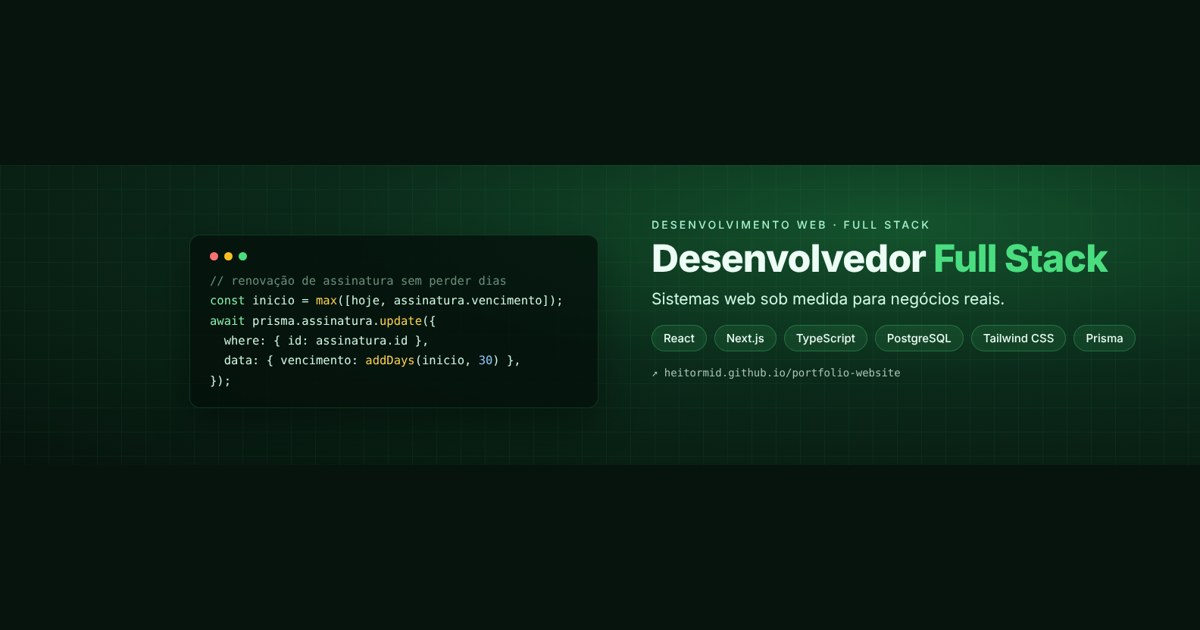 // renovação de assinatura sem perder dias
const inicio = max([hoje, assinatura.vencimento]);
await prisma.assinatura.update({
  where: { id: assinatura.id },
  data: { vencimento: addDays(inicio, 30) },
});
DESENVOLVIMENTO WEB · FULL STACK
Desenvolvedor Full Stack
Sistemas web sob medida para negócios reais.
React Next.js TypeScript PostgreSQL Tailwind CSS Prisma
↗ heitormid.github.io/portfolio-website